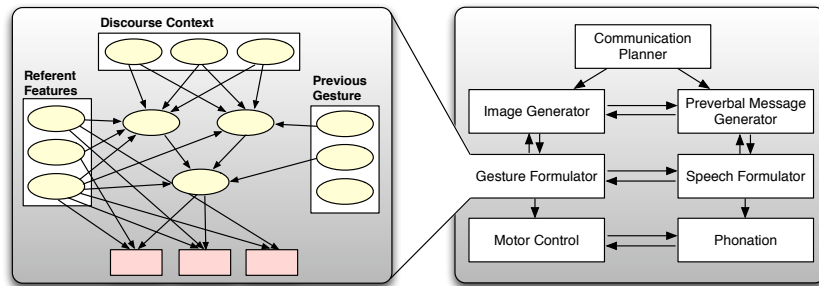 Discourse Context
Referent
Features
Previous
Gesture
Communication
Planner
Image Generator
Preverbal Message
Generator
Gesture Formulator
Speech Formulator
Motor Control
Phonation